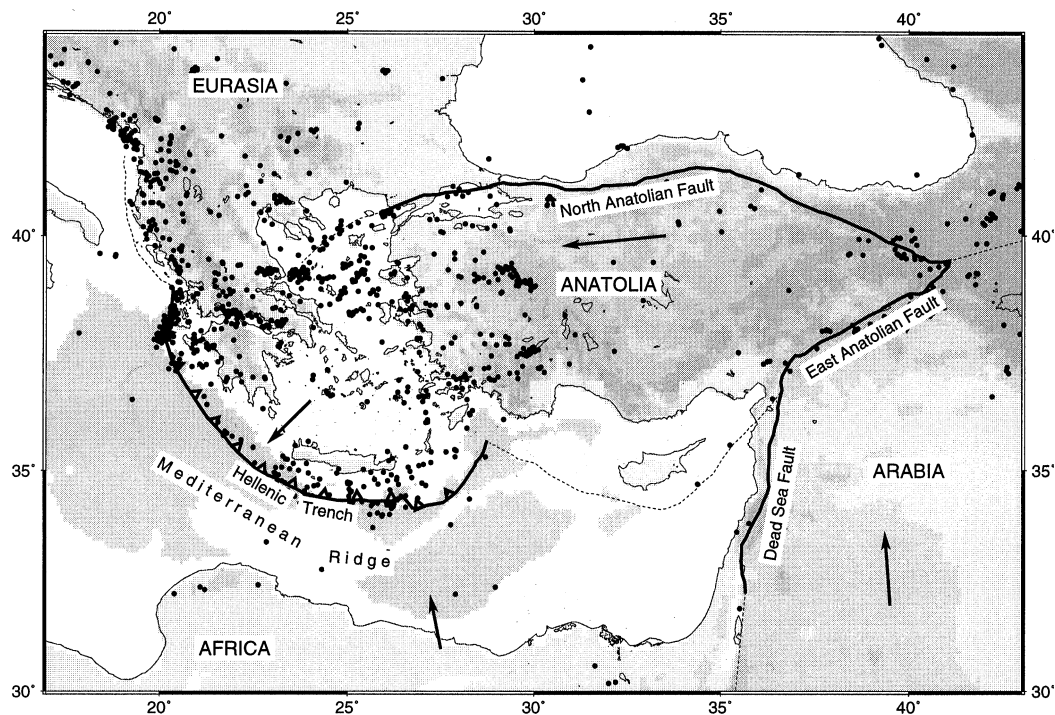 20° 25° 30° 35° 40°
EURASIA
North Anatolian Fault
40° 40°
ANATOLIA
East Anatolian Fault
35° 35°
ARABIA
Hellenic Trench
Mediterranean Ridge
Dead Sea Fault
AFRICA
30° 30°
20° 25° 30° 35° 40°